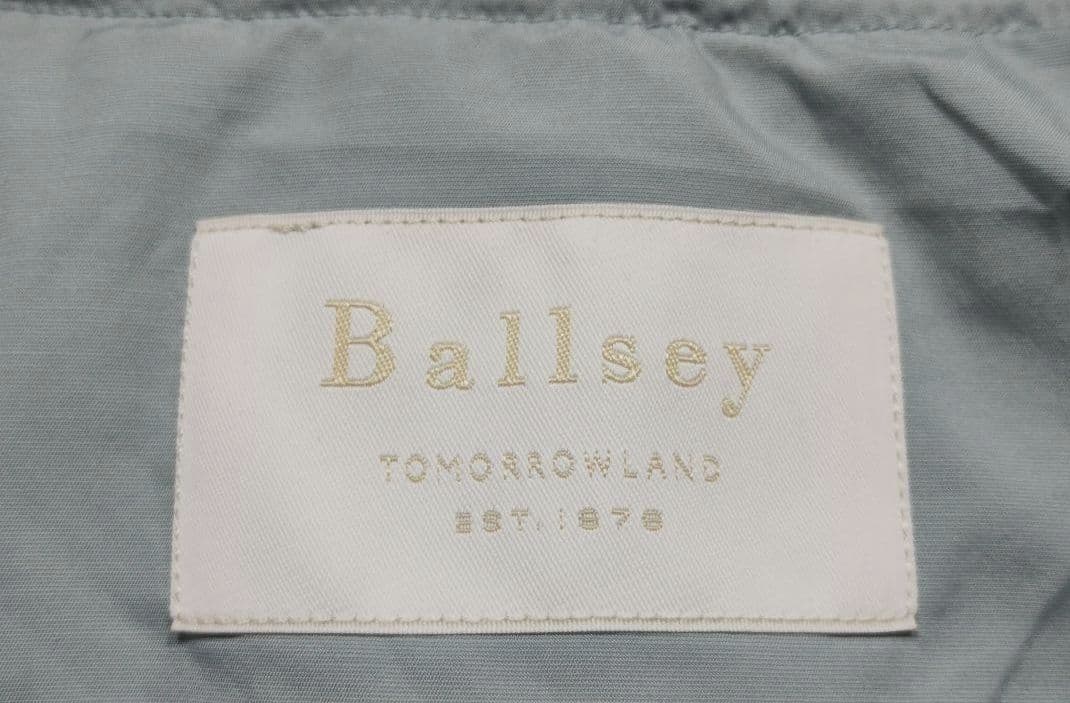 Ballsey
TOMORROWLAND
EST. 1978